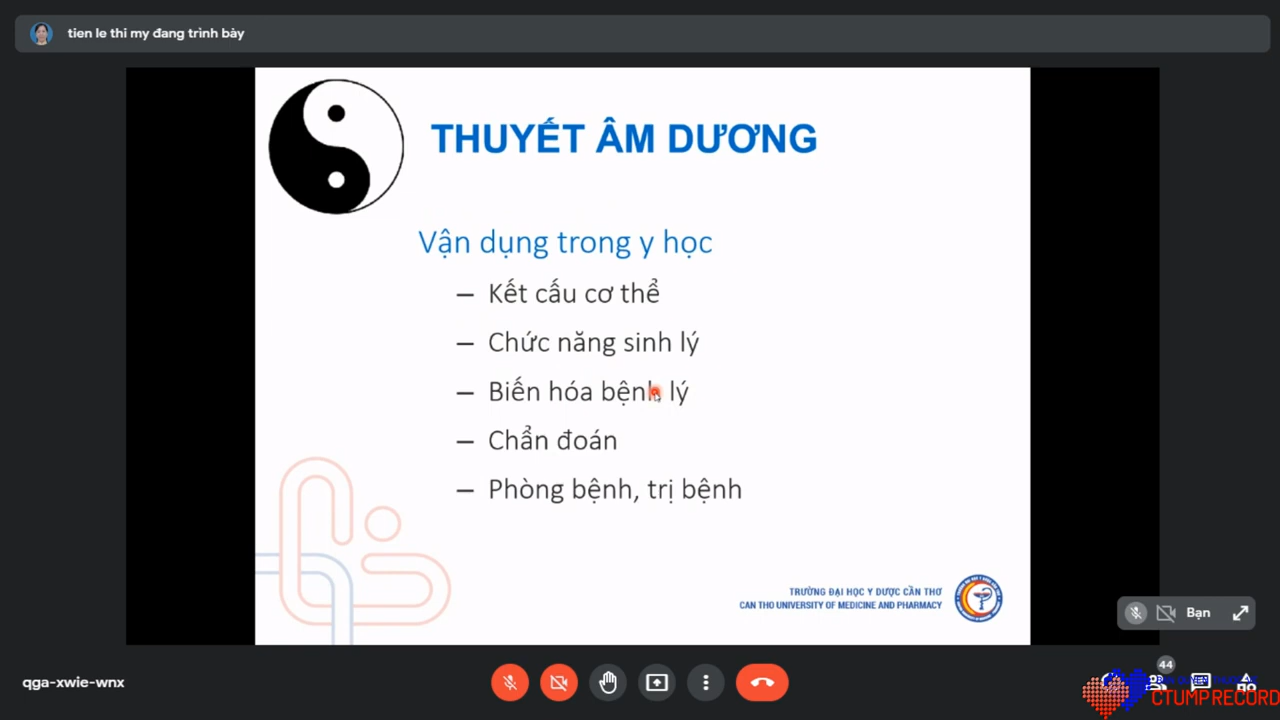 tien le thi my đang trình bày
THUYẾT ÂM DƯƠNG
Vận dụng trong y học
– Kết cấu cơ thể
– Chức năng sinh lý
– Biến hóa bệnh lý
– Chẩn đoán
– Phòng bệnh, trị bệnh
TRƯỜNG ĐẠI HỌC Y DƯỢC CẦN THƠ
CAN THO UNIVERSITY OF MEDICINE AND PHARMACY
Bạn
qga-xwie-wnx
44
CTUMP RECORD